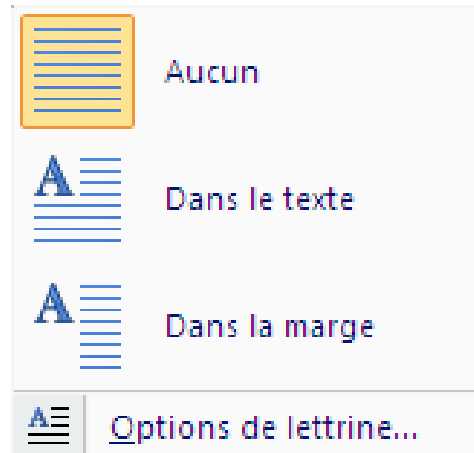 Aucun
Dans le texte
Dans la marge
Options de lettrine...